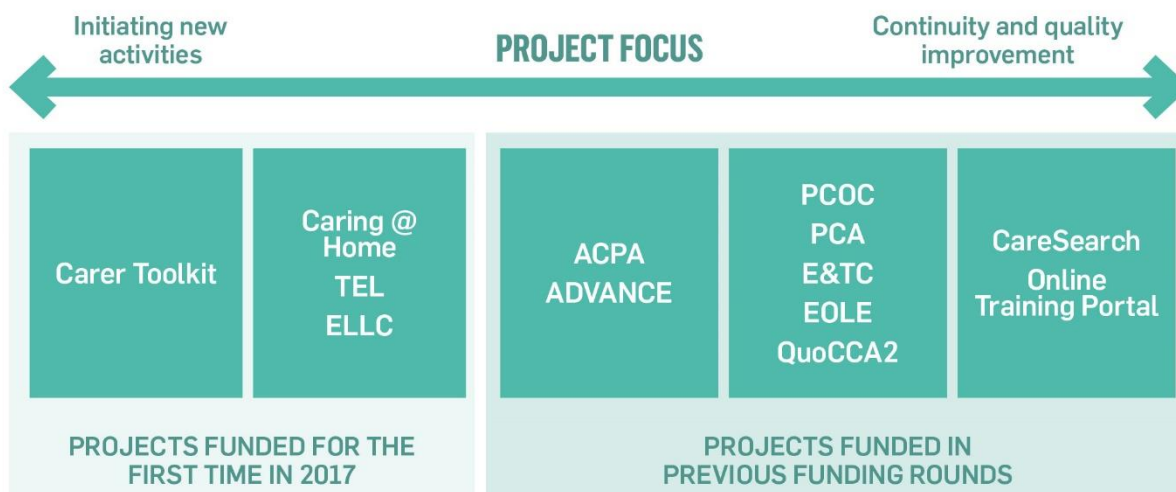 Initiating new
activities
PROJECT FOCUS
Continuity and quality
improvement
Carer Toolkit
Caring @
Home
TEL
ELLC
ACPA
ADVANCE
PCOC
PCA
E&TC
EOLE
QuoCCA2
CareSearch
Online
Training Portal
PROJECTS FUNDED FOR THE
FIRST TIME IN 2017
PROJECTS FUNDED IN
PREVIOUS FUNDING ROUNDS